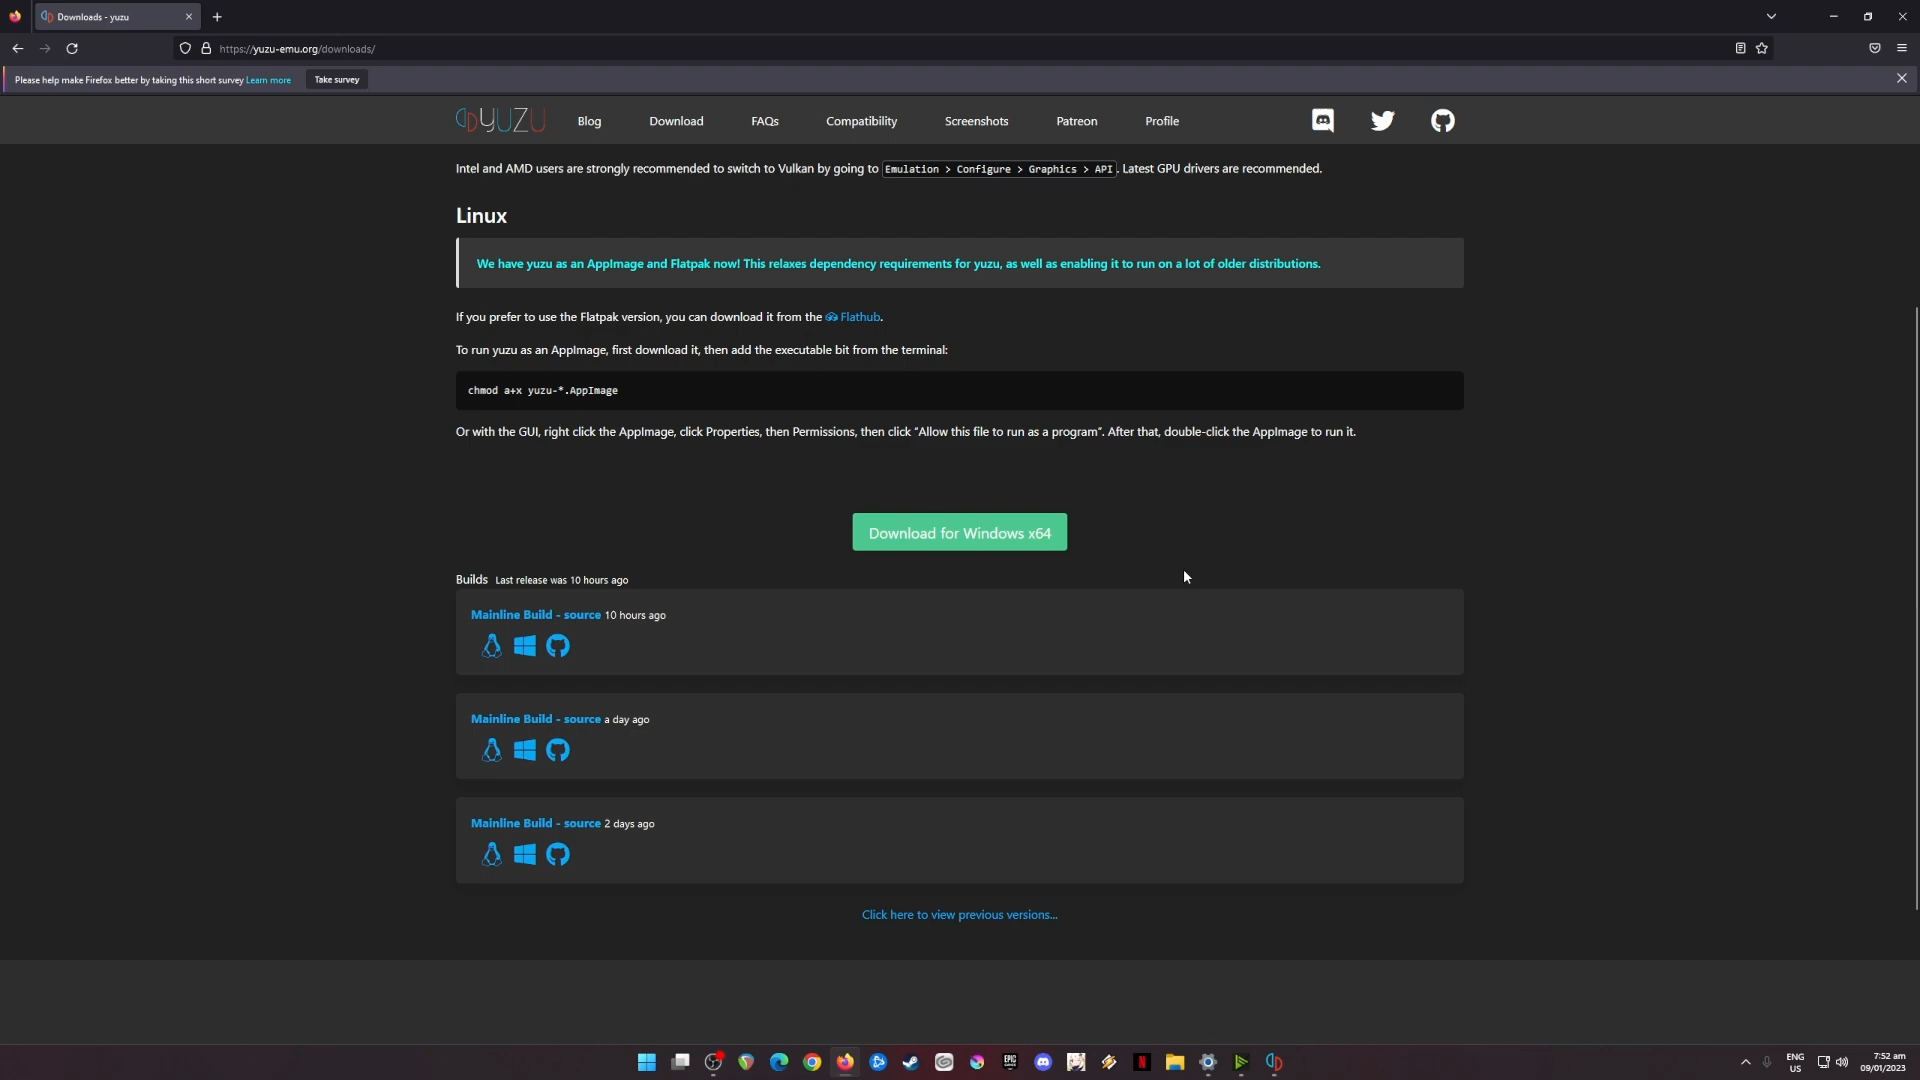 Downloads - yuzu
https://yuzu-emu.org/downloads/
Please help make Firefox better by taking this short survey Learn more Take survey
YUZU Blog Download FAQs Compatibility Screenshots Patreon Profile
Intel and AMD users are strongly recommended to switch to Vulkan by going to Emulation > Configure > Graphics > API. Latest GPU drivers are recommended.
Linux
We have yuzu as an AppImage and Flatpak now! This relaxes dependency requirements for yuzu, as well as enabling it to run on a lot of older distributions.
If you prefer to use the Flatpak version, you can download it from the Flathub.
To run yuzu as an AppImage, first download it, then add the executable bit from the terminal:
chmod a+x yuzu-*.AppImage
Or with the GUI, right click the AppImage, click Properties, then Permissions, then click “Allow this file to run as a program”. After that, double-click the AppImage to run it.
Download for Windows x64
Builds Last release was 10 hours ago
Mainline Build - source 10 hours ago
Mainline Build - source a day ago
Mainline Build - source 2 days ago
Click here to view previous versions...
EPIC
N
ENG
US
7:52 am
09/01/2023